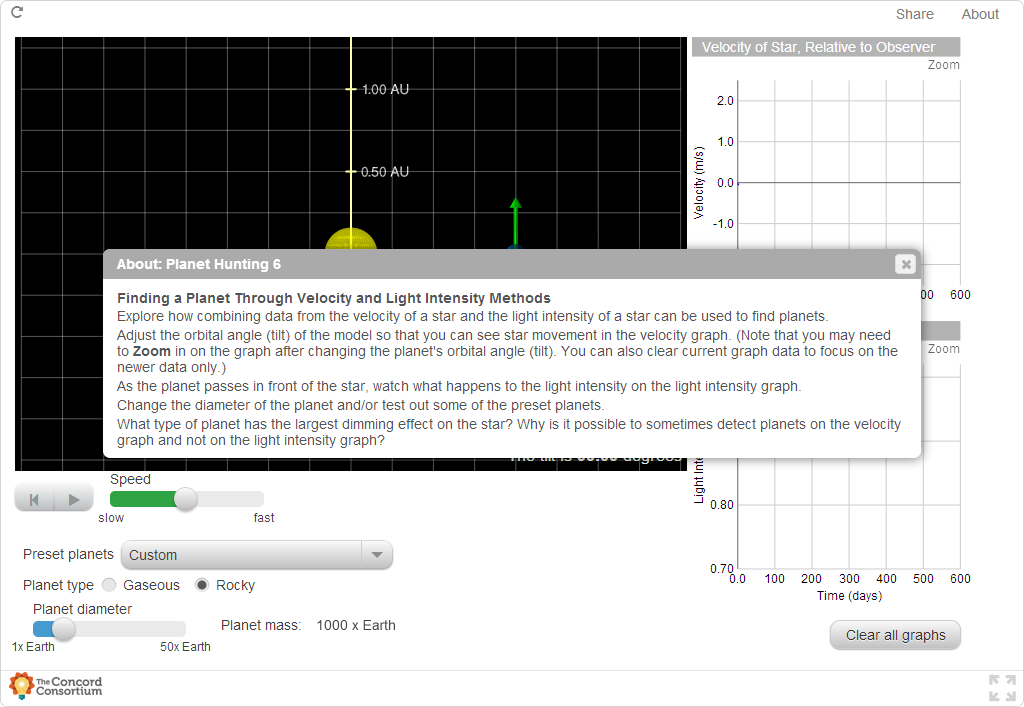 Share About
Velocity of Star, Relative to Observer
Zoom
1.00 AU
0.50 AU
2.0
1.0
0.0
-1.0
Velocity (m/s)
00 600
About: Planet Hunting 6
Finding a Planet Through Velocity and Light Intensity Methods
Explore how combining data from the velocity of a star and the light intensity of a star can be used to find planets.
Adjust the orbital angle (tilt) of the model so that you can see star movement in the velocity graph. (Note that you may need
to Zoom in on the graph after changing the planet's orbital angle (tilt). You can also clear current graph data to focus on the
newer data only.)
As the planet passes in front of the star, watch what happens to the light intensity on the light intensity graph.
Change the diameter of the planet and/or test out some of the preset planets.
What type of planet has the largest dimming effect on the star? Why is it possible to sometimes detect planets on the velocity
graph and not on the light intensity graph?
Zoom
The tilt is degrees
Light Inte
0.80
0.70
0.0 100 200 300 400 500 600
Time (days)
Speed
slow fast
Preset planets Custom
Planet type Gaseous Rocky
Planet diameter
1x Earth 50x Earth
Planet mass: 1000 x Earth
Clear all graphs
The Concord
Consortium